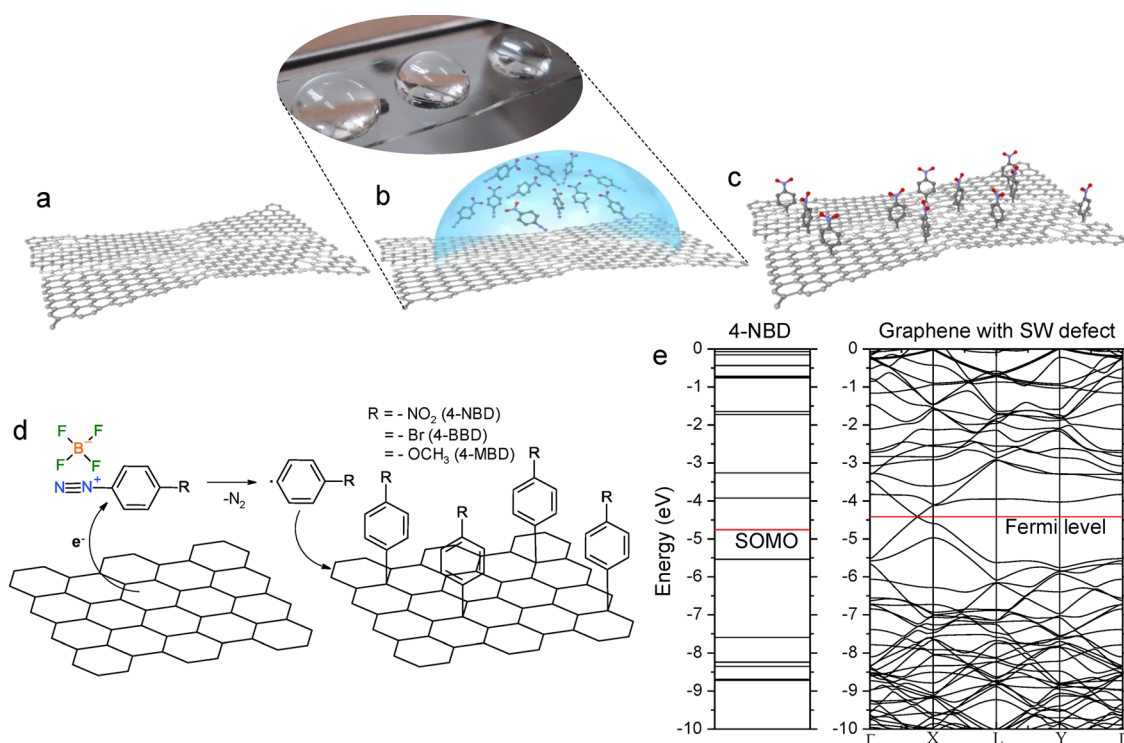 a
b
c
d
F
F
B⁻
F
F
N≡N⁺
R
e⁻
-N₂
R
R = - NO₂ (4-NBD)
= - Br (4-BBD)
= - OCH₃ (4-MBD)
R
R
R
R
e
4-NBD
Graphene with SW defect
Energy (eV)
0
-1
-2
-3
-4
-5
-6
-7
-8
-9
-10
SOMO
0
-1
-2
-3
-4
-5
-6
-7
-8
-9
-10
Fermi level
Γ X L Y Γ